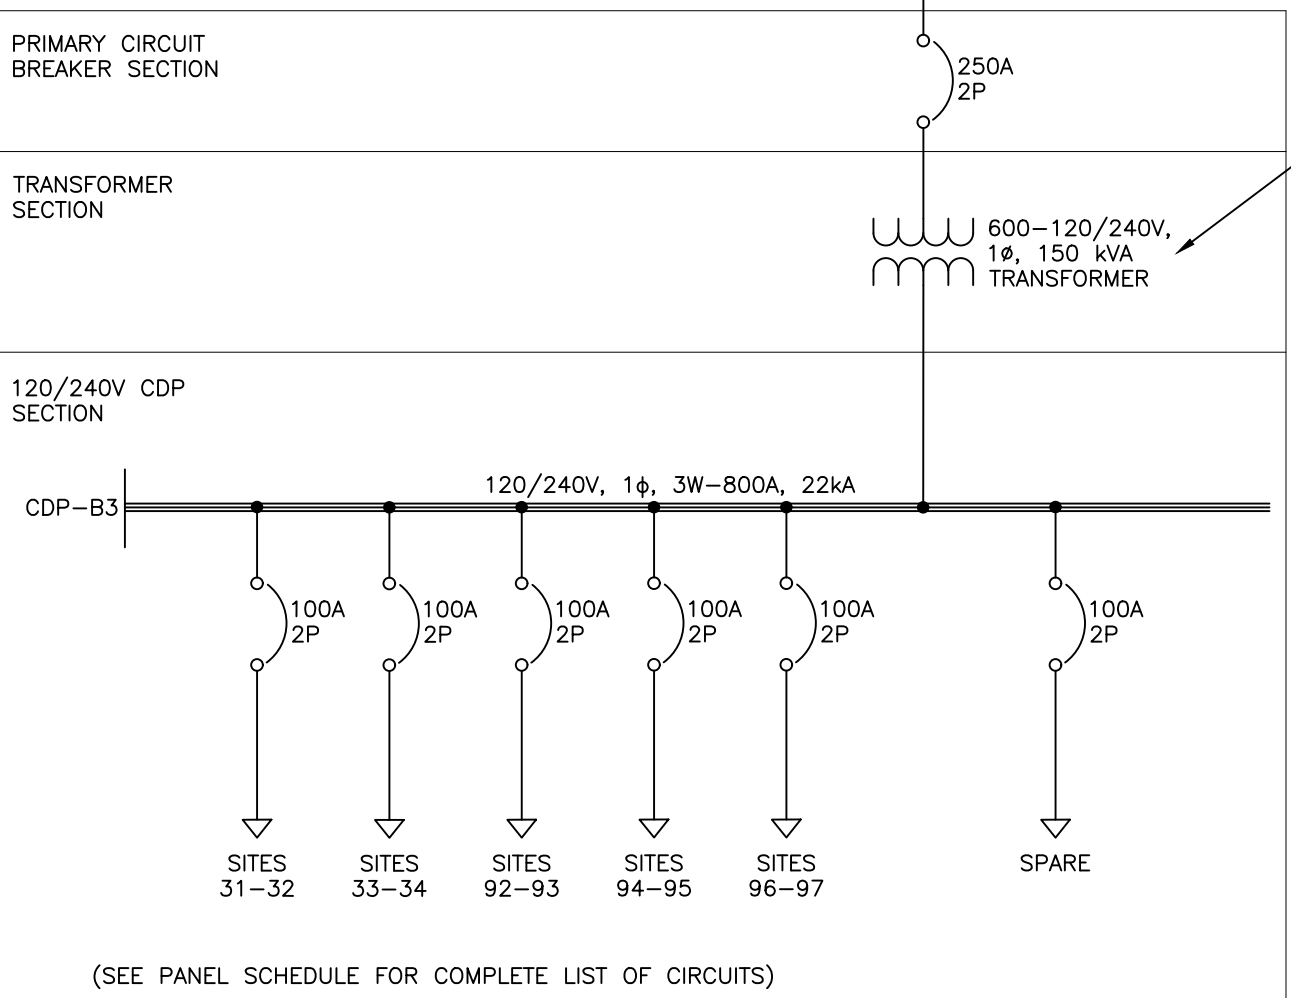 PRIMARY CIRCUIT
BREAKER SECTION
250A
2P
TRANSFORMER
SECTION
600-120/240V,
1ø, 150 kVA
TRANSFORMER
120/240V CDP
SECTION
120/240V, 1ϕ, 3W-800A, 22kA
CDP-B3
100A
2P
100A
2P
100A
2P
100A
2P
100A
2P
100A
2P
SITES
31-32
SITES
33-34
SITES
92-93
SITES
94-95
SITES
96-97
SPARE
(SEE PANEL SCHEDULE FOR COMPLETE LIST OF CIRCUITS)